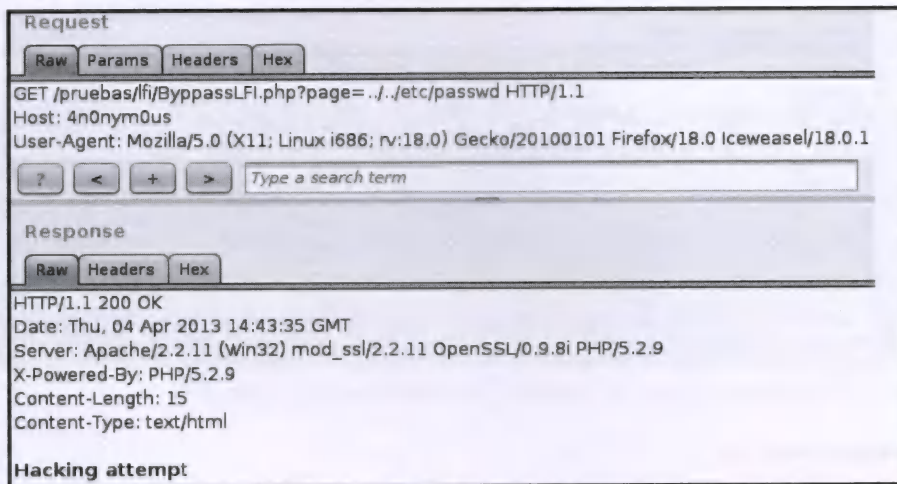 Request
Raw Params Headers Hex
GET /pruebas/lfi/ByppassLFI.php?page=../../etc/passwd HTTP/1.1
Host: 4n0nym0us
User-Agent: Mozilla/5.0 (X11; Linux i686; rv:18.0) Gecko/20100101 Firefox/18.0 Iceweasel/18.0.1
? < + > Type a search term
Response
Raw Headers Hex
HTTP/1.1 200 OK
Date: Thu, 04 Apr 2013 14:43:35 GMT
Server: Apache/2.2.11 (Win32) mod_ssl/2.2.11 OpenSSL/0.9.8i PHP/5.2.9
X-Powered-By: PHP/5.2.9
Content-Length: 15
Content-Type: text/html
Hacking attempt